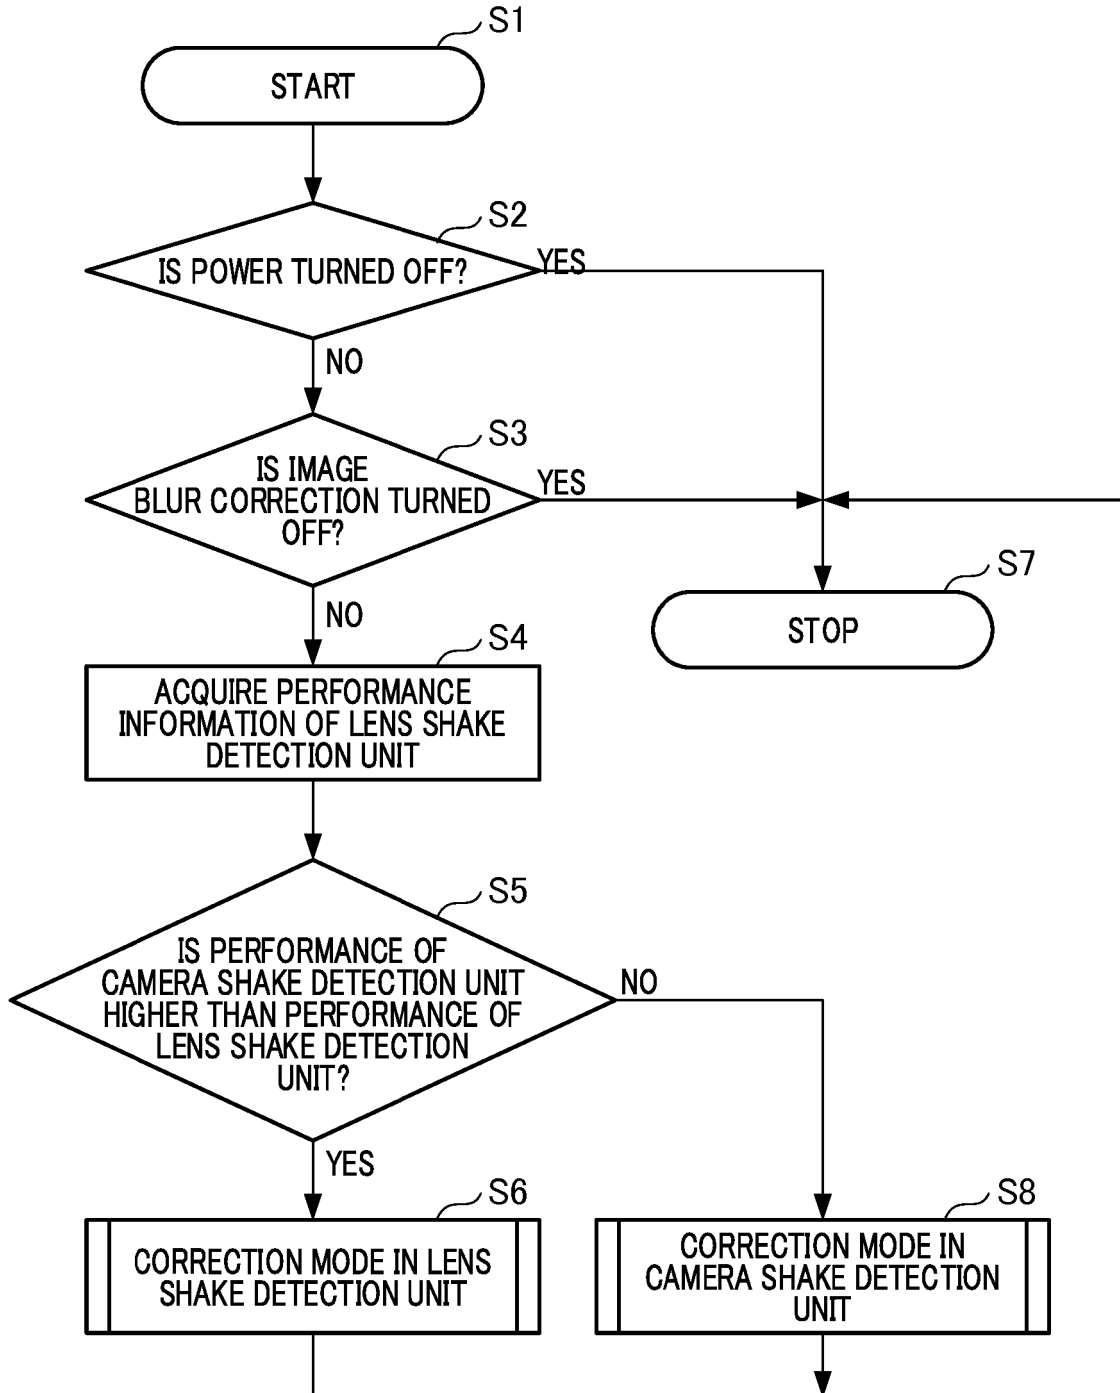 S1
START
S2
IS POWER TURNED OFF?
YES
NO
S3
IS IMAGE
BLUR CORRECTION TURNED
OFF?
YES
NO
S7
STOP
S4
ACQUIRE PERFORMANCE
INFORMATION OF LENS SHAKE
DETECTION UNIT
S5
IS PERFORMANCE OF
CAMERA SHAKE DETECTION UNIT
HIGHER THAN PERFORMANCE OF
LENS SHAKE DETECTION
UNIT?
NO
YES
S6
CORRECTION MODE IN LENS
SHAKE DETECTION UNIT
S8
CORRECTION MODE IN
CAMERA SHAKE DETECTION
UNIT